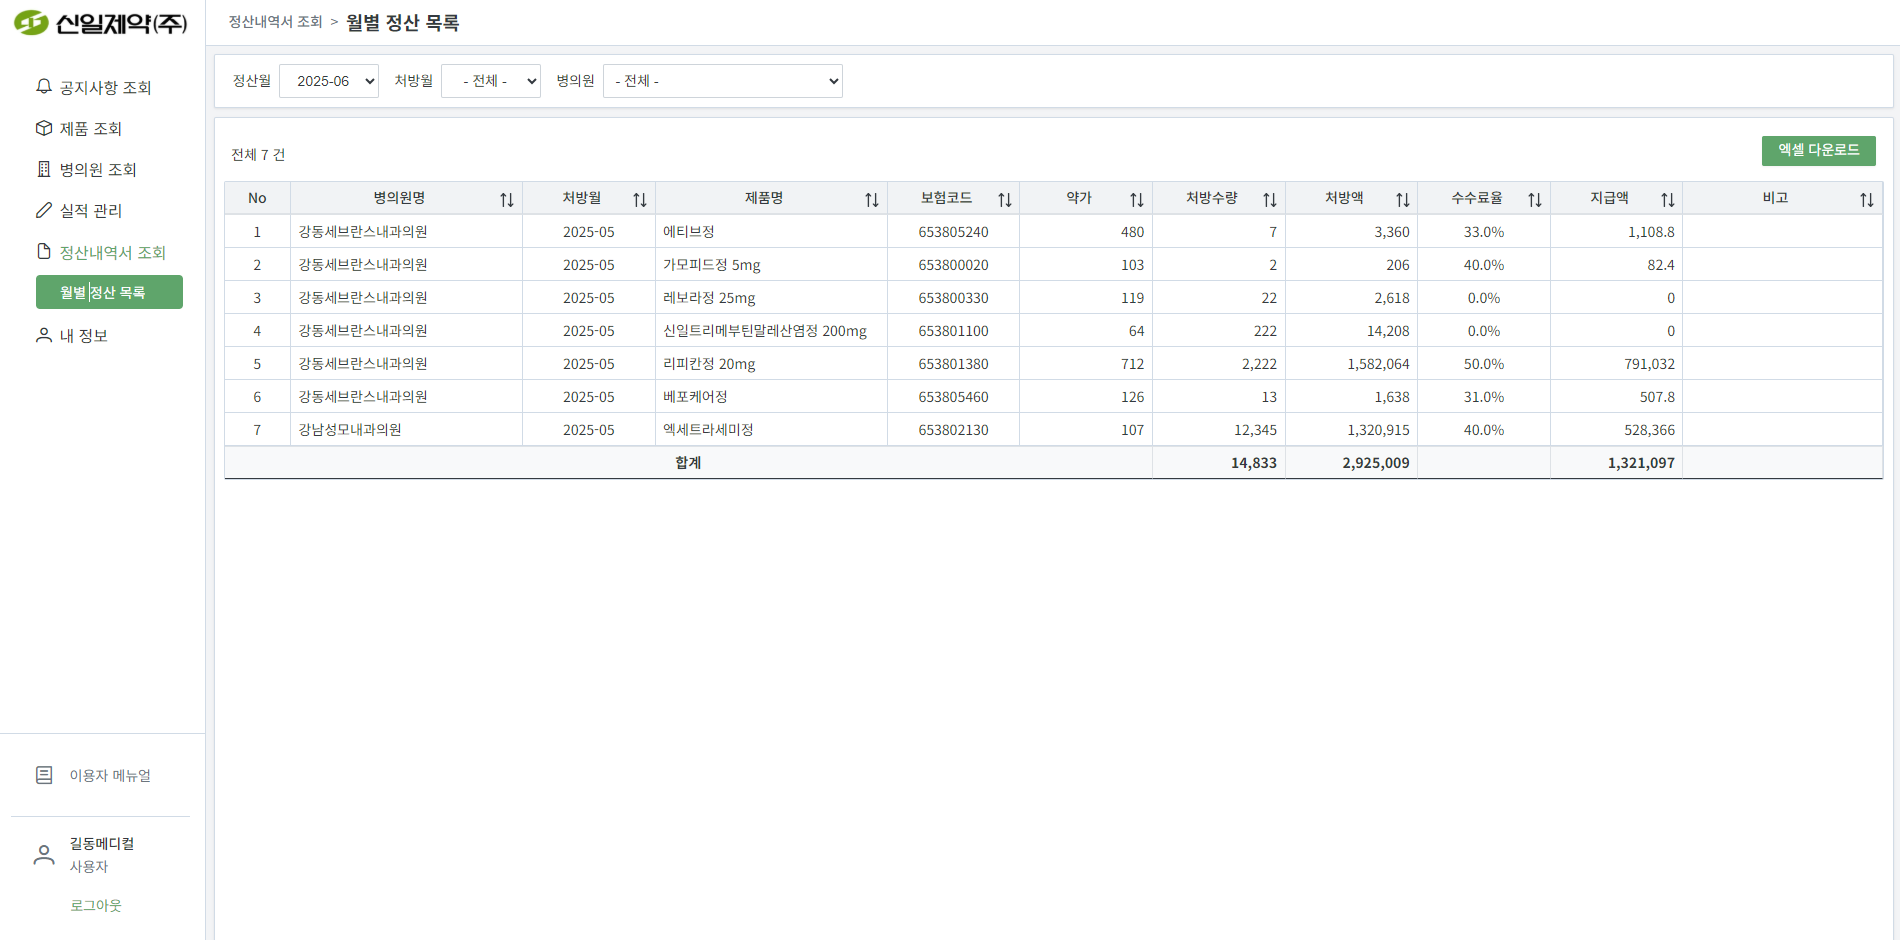 신일제약(주)
정산내역서 조회 > 월별 정산 목록
공지사항 조회
제품 조회
병의원 조회
실적 관리
정산내역서 조회
월별 정산 목록
내 정보
이용자 메뉴얼
길동메디컬
사용자
로그아웃
정산월 2025-06 처방월 - 전체 - 병의원 - 전체 -
전체 7 건
엑셀 다운로드
No 병의원명 처방월 제품명 보험코드 약가 처방수량 처방액 수수료율 지급액 비고
1 강동세브란스내과의원 2025-05 에티브정 653805240 480 7 3,360 33.0% 1,108.8
2 강동세브란스내과의원 2025-05 가모피드정 5mg 653800020 103 2 206 40.0% 82.4
3 강동세브란스내과의원 2025-05 레보라정 25mg 653800330 119 22 2,618 0.0% 0
4 강동세브란스내과의원 2025-05 신일트리메부틴말레산염정 200mg 653801100 64 222 14,208 0.0% 0
5 강동세브란스내과의원 2025-05 리피칸정 20mg 653801380 712 2,222 1,582,064 50.0% 791,032
6 강동세브란스내과의원 2025-05 베포케어정 653805460 126 13 1,638 31.0% 507.8
7 강남성모내과의원 2025-05 엑세트라세미정 653802130 107 12,345 1,320,915 40.0% 528,366
합계 14,833 2,925,009 1,321,097